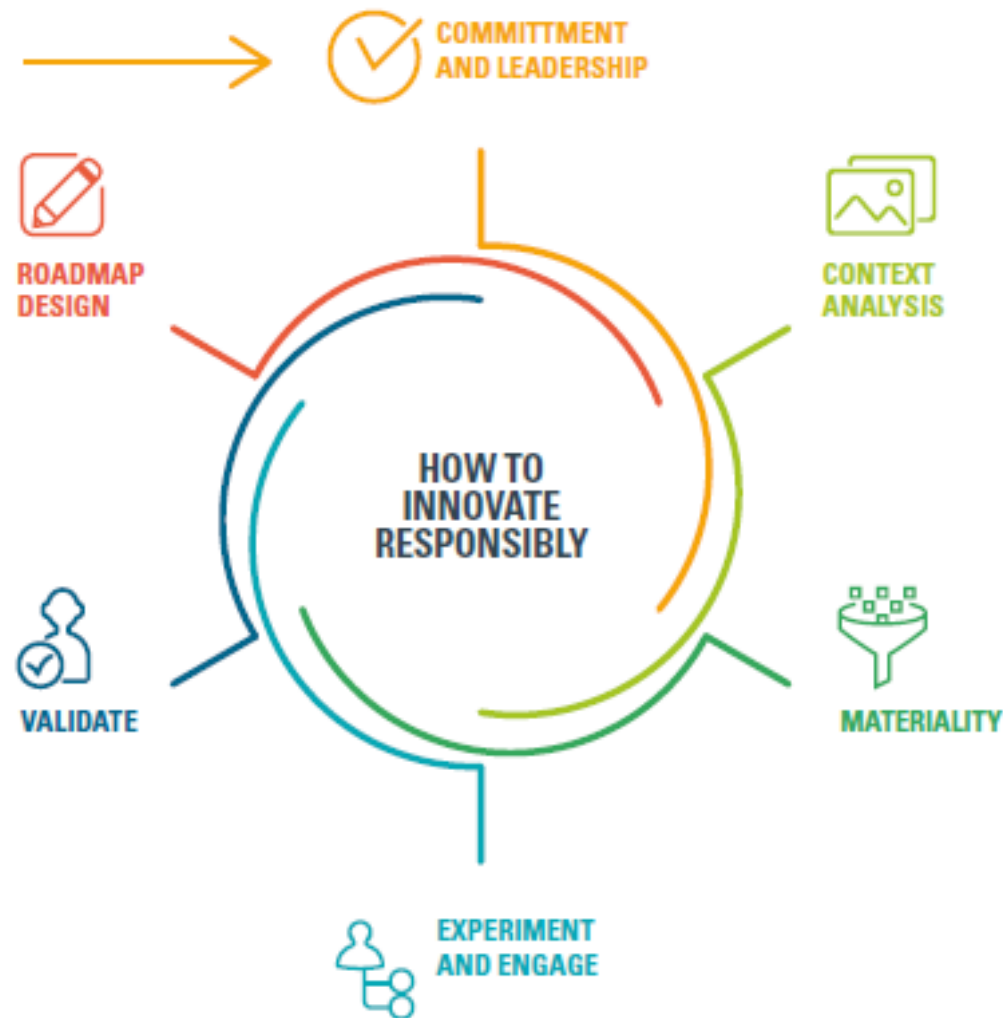 COMMITTMENT
AND LEADERSHIP
CONTEXT
ANALYSIS
MATERIALITY
EXPERIMENT
AND ENGAGE
VALIDATE
ROADMAP
DESIGN
HOW TO
INNOVATE
RESPONSIBLY